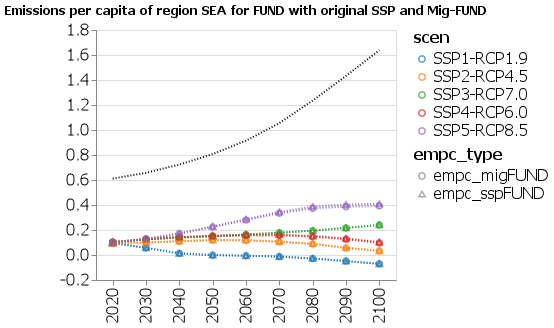 Emissions per capita of region SEA for FUND with original SSP and Mig-FUND
1.8
1.6
1.4
1.2
1.0
0.8
0.6
0.4
0.2
0.0
-0.2
2020
2030
2040
2050
2060
2070
2080
2090
2100
scen
SSP1-RCP1.9
SSP2-RCP4.5
SSP3-RCP7.0
SSP4-RCP6.0
SSP5-RCP8.5
empc_type
empc_migFUND
empc_sspFUND